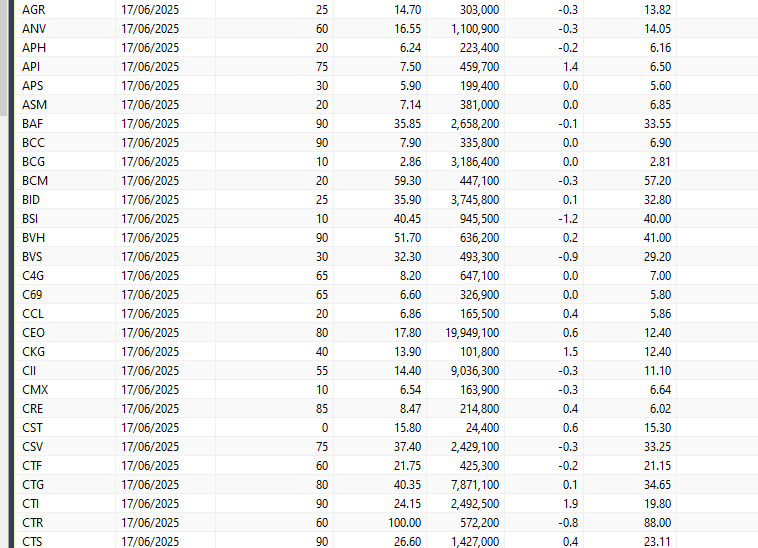 AGR 17/06/2025 25 14.70 303,000 -0.3 13.82
ANV 17/06/2025 60 16.55 1,100,900 -0.3 14.05
APH 17/06/2025 20 6.24 223,400 -0.2 6.16
API 17/06/2025 75 7.50 459,700 1.4 6.50
APS 17/06/2025 30 5.90 199,400 0.0 5.60
ASM 17/06/2025 20 7.14 381,000 0.0 6.85
BAF 17/06/2025 90 35.85 2,658,200 -0.1 33.55
BCC 17/06/2025 90 7.90 335,800 0.0 6.90
BCG 17/06/2025 10 2.86 3,186,400 0.0 2.81
BCM 17/06/2025 20 59.30 447,100 -0.3 57.20
BID 17/06/2025 25 35.90 3,745,800 0.1 32.80
BSI 17/06/2025 10 40.45 945,500 -1.2 40.00
BVH 17/06/2025 90 51.70 636,200 0.2 41.00
BVS 17/06/2025 30 32.30 493,300 -0.9 29.20
C4G 17/06/2025 65 8.20 647,100 0.0 7.00
C69 17/06/2025 65 6.60 326,900 0.0 5.80
CCL 17/06/2025 20 6.86 165,500 0.4 5.86
CEO 17/06/2025 80 17.80 19,949,100 0.6 12.40
CKG 17/06/2025 40 13.90 101,800 1.5 12.40
CII 17/06/2025 55 14.40 9,036,300 -0.3 11.10
CMX 17/06/2025 10 6.54 163,900 -0.3 6.64
CRE 17/06/2025 85 8.47 214,800 0.4 6.02
CST 17/06/2025 0 15.80 24,400 0.6 15.30
CSV 17/06/2025 75 37.40 2,429,100 -0.3 33.25
CTF 17/06/2025 60 21.75 425,300 -0.2 21.15
CTG 17/06/2025 80 40.35 7,871,100 0.1 34.65
CTI 17/06/2025 90 24.15 2,492,500 1.9 19.80
CTR 17/06/2025 60 100.00 572,200 -0.8 88.00
CTS 17/06/2025 90 26.60 1,427,000 0.4 23.11